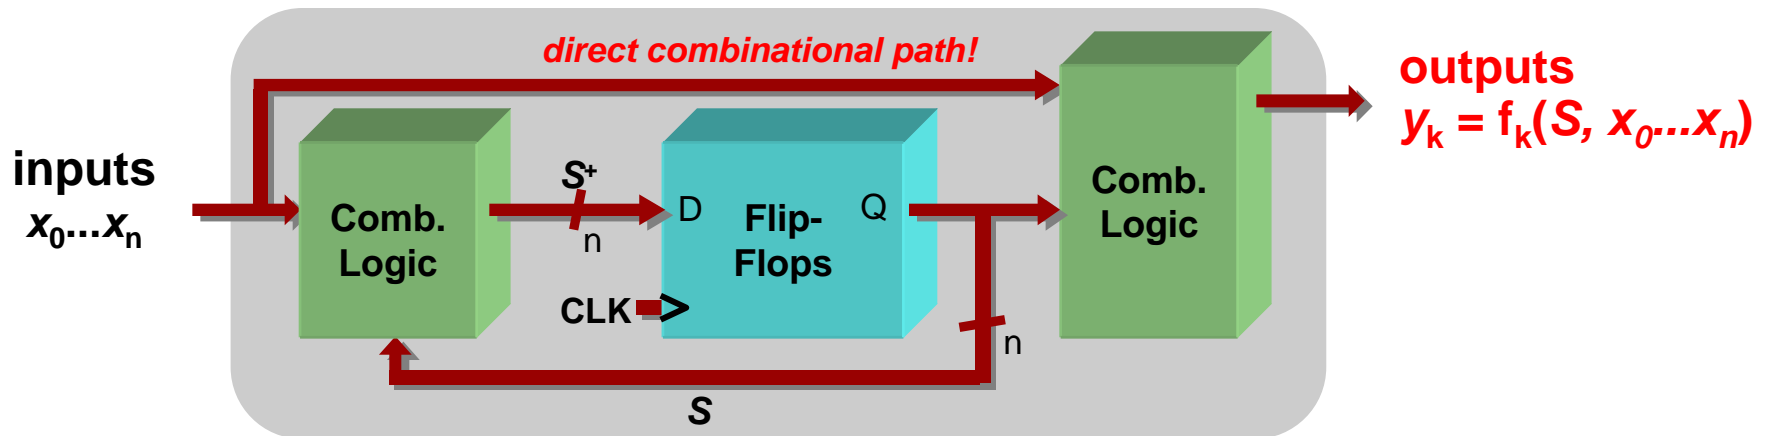 direct combinational path!
inputs
x0...xn
Comb.
Logic
S+
n
D
Flip-
Flops
Q
CLK
n
S
Comb.
Logic
outputs
yk = fk(S, x0...xn)